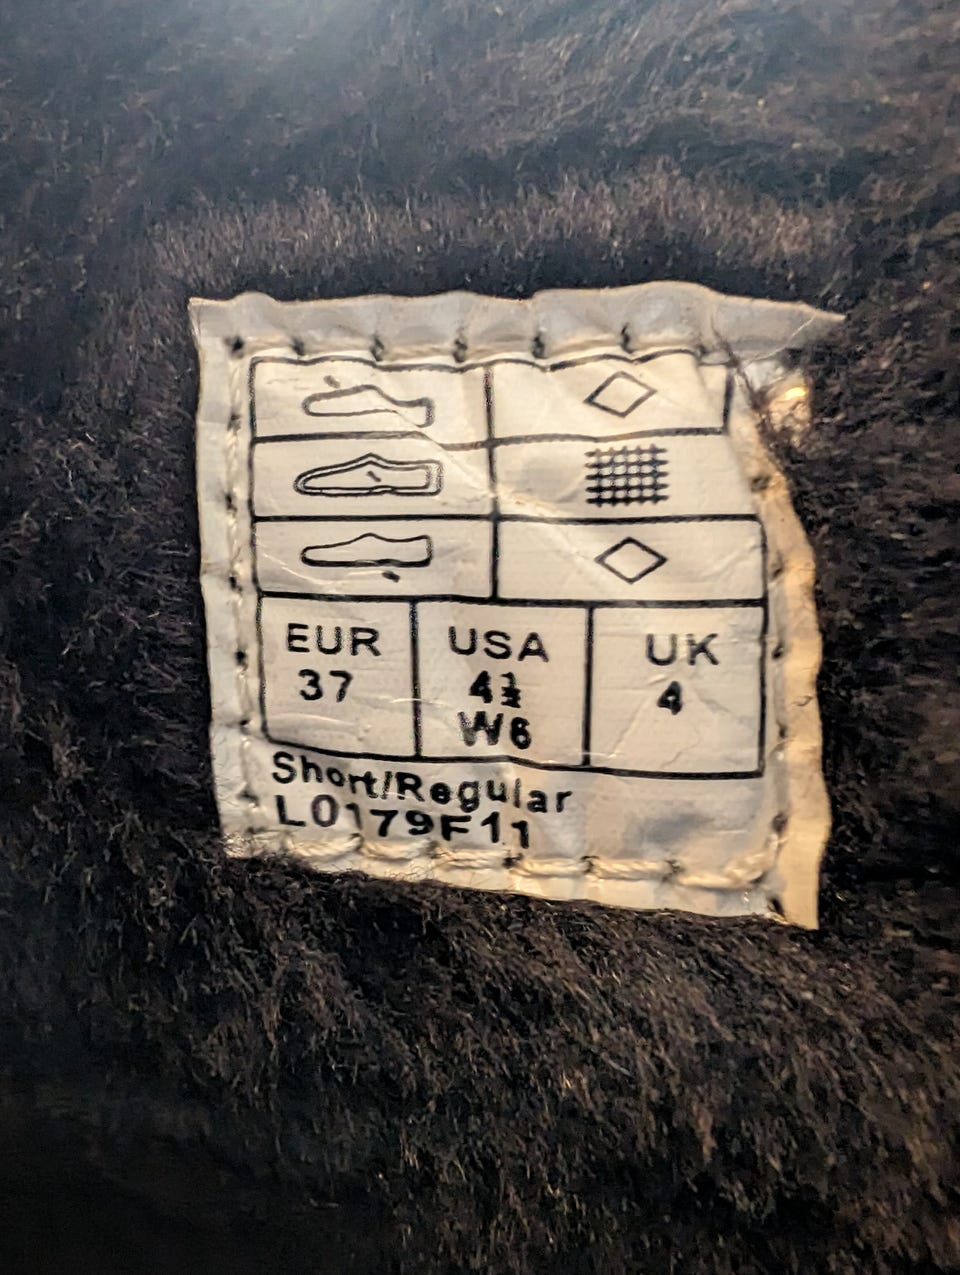 EUR USA UK
37 4½ 4
W6
Short/Regular
L0179F11